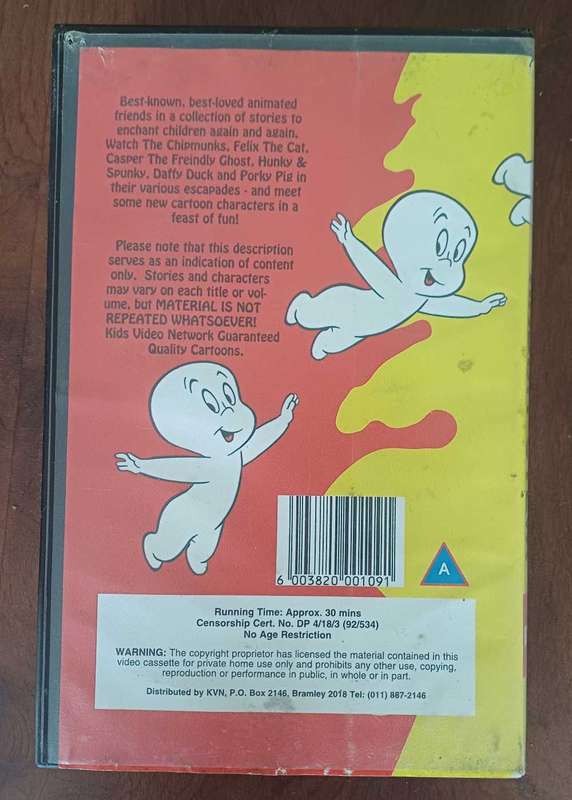 Best-known, best-loved animated
friends in a collection of stories to
enchant children again and again.
Watch The Chipmunks, Felix The Cat,
Casper The Freindly Ghost, Hunky &
Spunky, Daffy Duck and Porky Pig in
their various escapades - and meet
some new cartoon characters in a
feast of fun!
Please note that this description
serves as an indication of content
only. Stories and characters
may vary on each title or vol-
ume, but MATERIAL IS NOT
REPEATED WHATSOEVER!
Kids Video Network Guaranteed
Quality Cartoons.
6 003820 001091
A
Running Time: Approx. 30 mins
Censorship Cert. No. DP 4/18/3 (92/534)
No Age Restriction
WARNING: The copyright proprietor has licensed the material contained in this
video cassette for private home use only and prohibits any other use, copying,
reproduction or performance in public, in whole or in part.
Distributed by KVN, P.O. Box 2146, Bramley 2018 Tel: (011) 887-2146